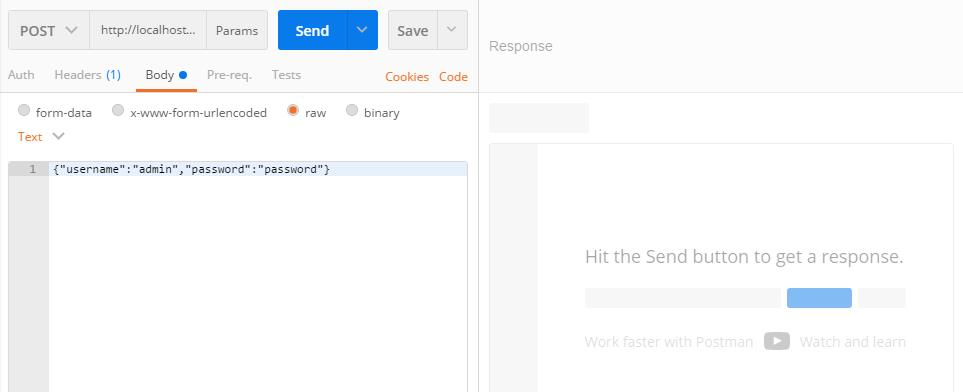 POST http://localhost... Params Send Save
Response
Auth Headers (1) Body Pre-req. Tests Cookies Code
form-data x-www-form-urlencoded raw binary
Text
1 {"username":"admin","password":"password"}
Hit the Send button to get a response.
Work faster with Postman Watch and learn